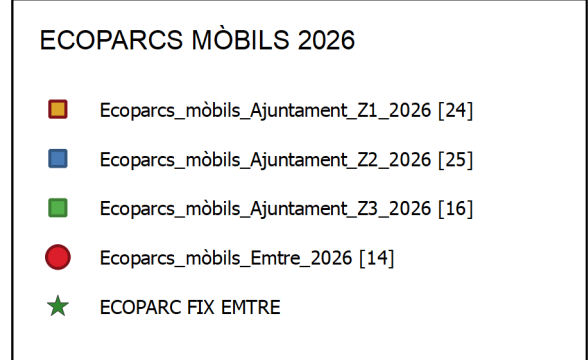 ECOPARCS MÒBILS 2026
Ecoparcs_mòbils_Ajuntament_Z1_2026 [24]
Ecoparcs_mòbils_Ajuntament_Z2_2026 [25]
Ecoparcs_mòbils_Ajuntament_Z3_2026 [16]
Ecoparcs_mòbils_Emtre_2026 [14]
ECOPARC FIX EMTRE